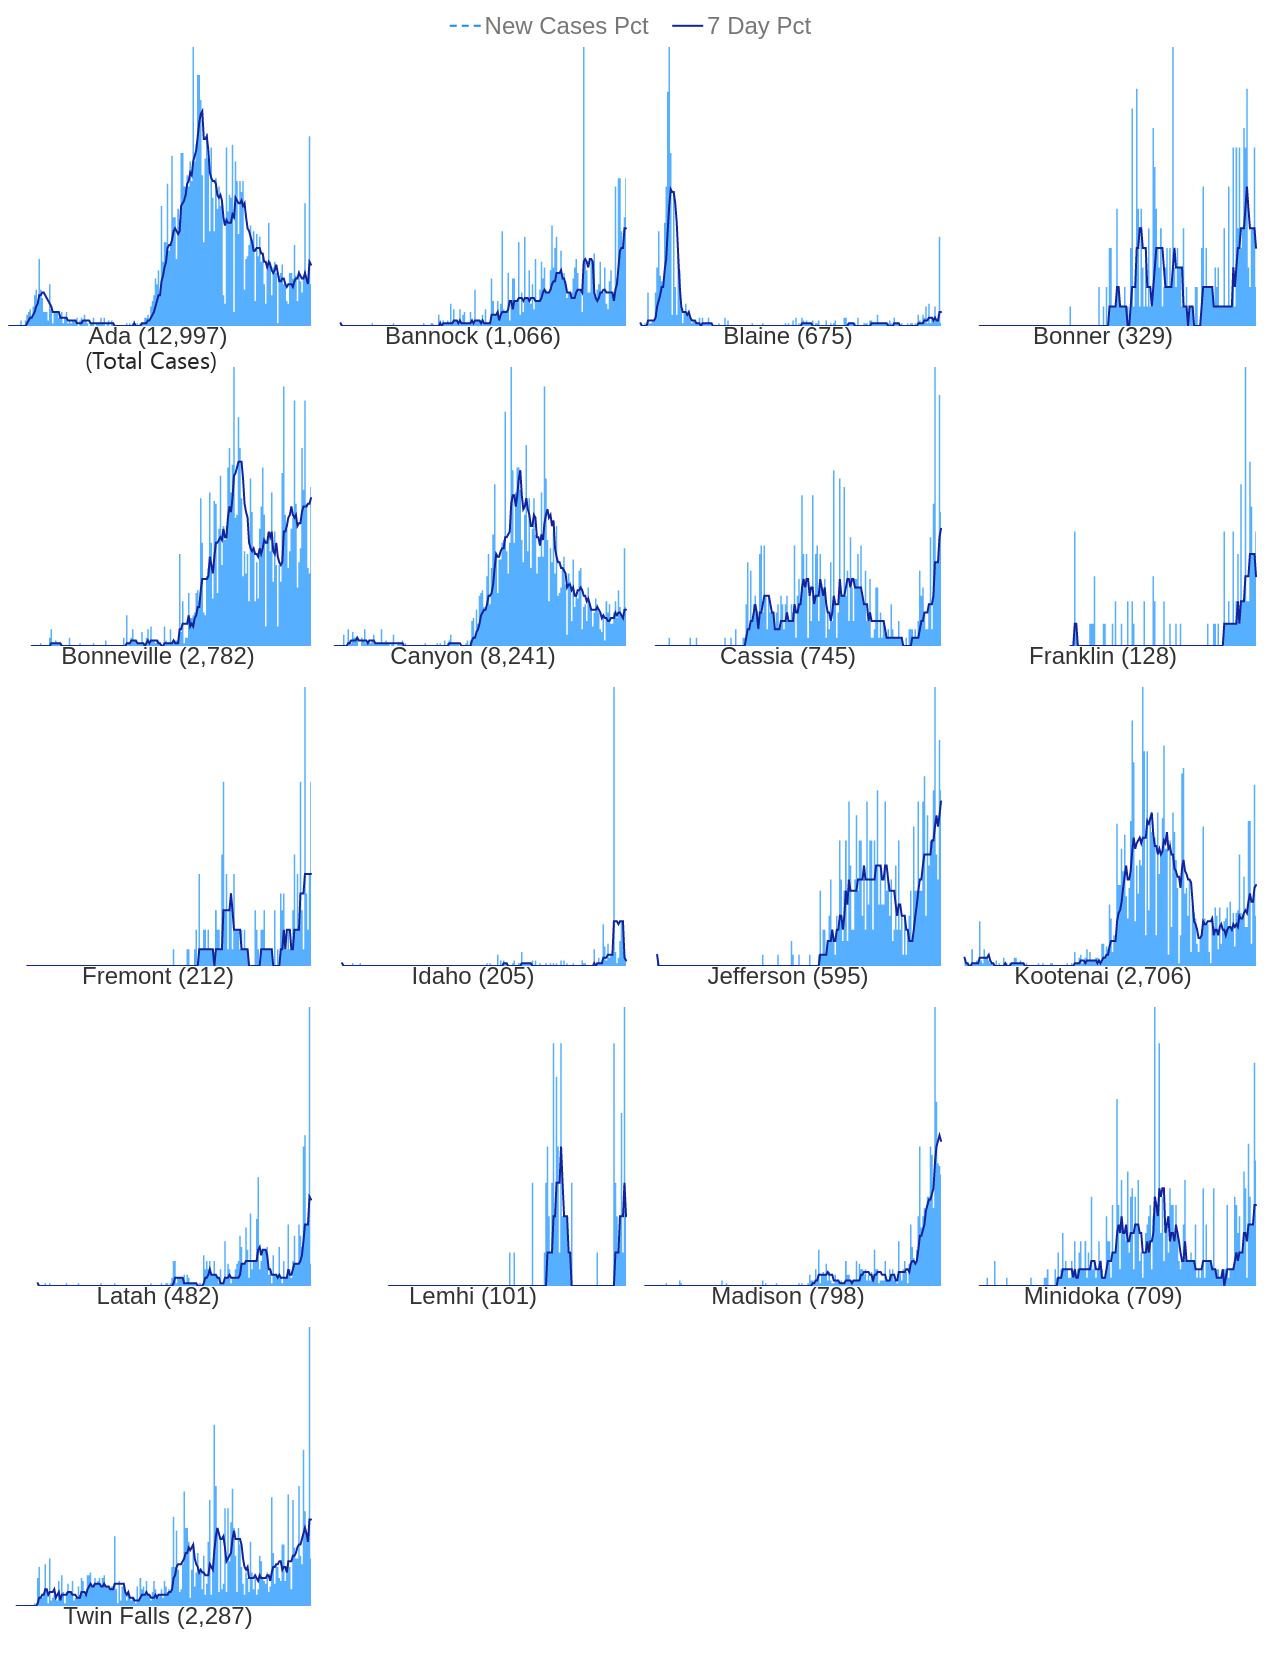 New Cases Pct 7 Day Pct
Ada (12,997) Bannock (1,066) Blaine (675) Bonner (329)
(Total Cases)
Bonneville (2,782) Canyon (8,241) Cassia (745) Franklin (128)
Fremont (212) Idaho (205) Jefferson (595) Kootenai (2,706)
Latah (482) Lemhi (101) Madison (798) Minidoka (709)
Twin Falls (2,287)